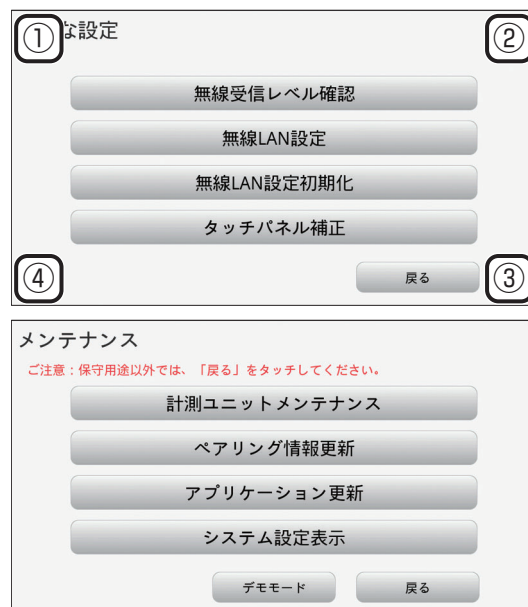 ① な設定 ②
無線受信レベル確認
無線LAN設定
無線LAN設定初期化
タッチパネル補正
④ 戻る ③
メンテナンス
ご注意：保守用途以外では、「戻る」をタッチしてください。
計測ユニットメンテナンス
ペアリング情報更新
アプリケーション更新
システム設定表示
デモモード 戻る